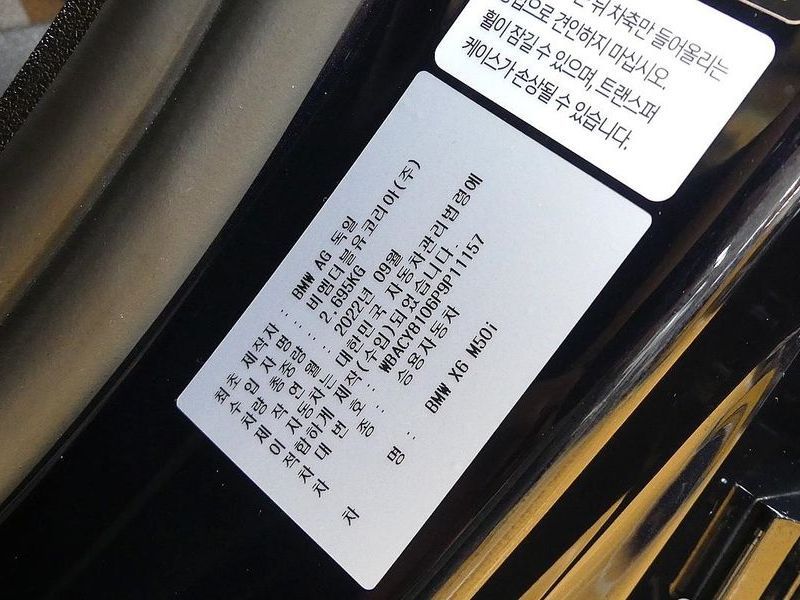 뒤 차축만 들어올리는
방법으로 견인하지 마십시오.
휠이 잠길 수 있으며, 트랜스퍼
케이스가 손상될 수 있습니다.
최초 제작자 : BMW AG 독일
수입자명 : 비엠더블유코리아(주)
차량 총중량 : 2,695KG
제작연월 : 2022년 09월
이 자동차는 대한민국 자동차관리법령에
적합하게 제작(수입)되었습니다.
차대번호 : WBACY8106P9P11157
차종 : 승용자동차
차명 : BMW X6 M50i